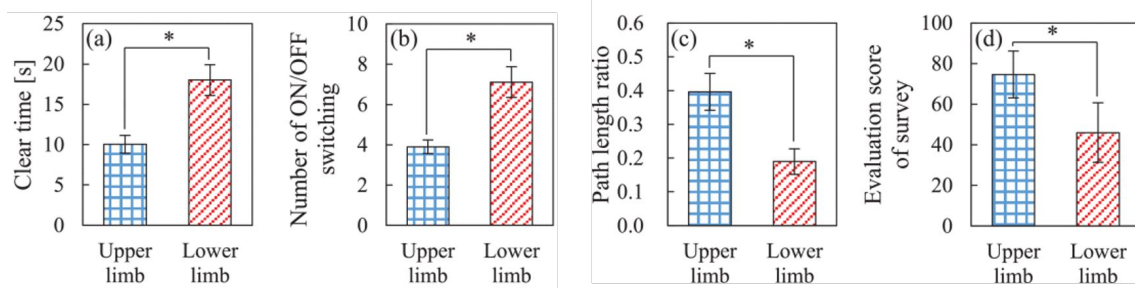 Clear time [s]
25
20
15
10
5
0
(a)
*
Upper
limb
Lower
limb
Number of ON/OFF
switching
10
8
6
4
2
0
(b)
*
Upper
limb
Lower
limb
Path length ratio
0.6
0.5
0.4
0.3
0.2
0.1
0.0
(c)
*
Upper
limb
Lower
limb
Evaluation score
of survey
100
80
60
40
20
0
(d)
*
Upper
limb
Lower
limb